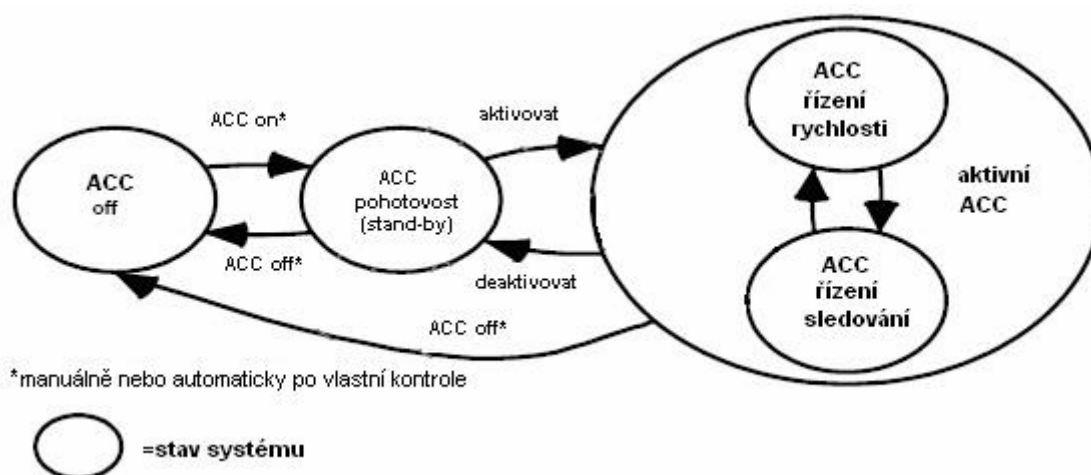 ACC
off
ACC on*
ACC off*
ACC
pohotovost
(stand-by)
aktivovat
deaktivovat
ACC off*
ACC
řízení
rychlosti
aktivní
ACC
ACC
řízení
sledování
*manuálně nebo automaticky po vlastní kontrole
=stav systému